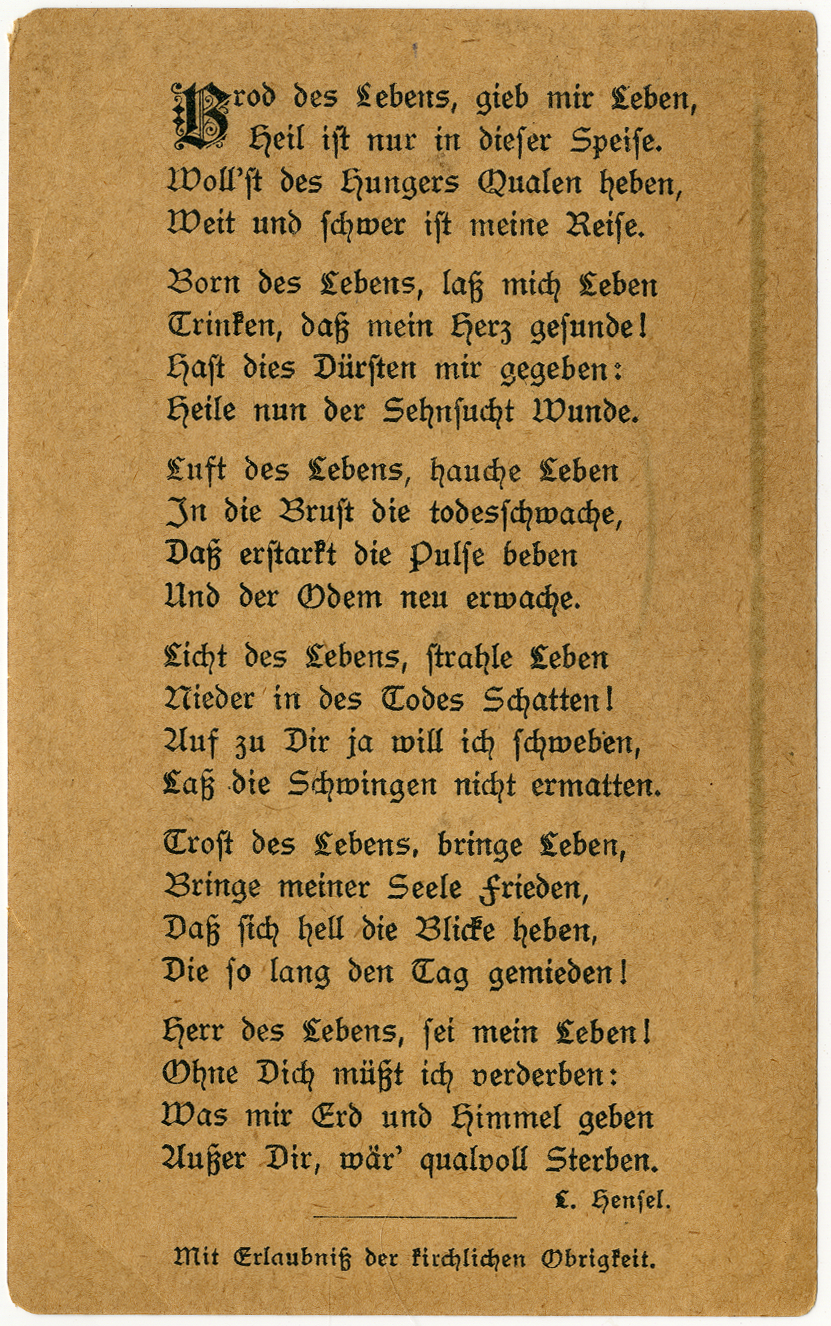 Brod des Lebens, gieb mir Leben,
Heil ist nur in dieser Speise.
Woll'st des Hungers Qualen heben,
Weit und schwer ist meine Reise.
Born des Lebens, laß mich Leben
Trinken, daß mein Herz gesunde!
Hast dies Dürsten mir gegeben:
Heile nun der Sehnsucht Wunde.
Luft des Lebens, hauche Leben
In die Brust die todesschwache,
Daß erstarkt die Pulse beben
Und der Odem neu erwache.
Licht des Lebens, strahle Leben
Nieder in des Todes Schatten!
Auf zu Dir ja will ich schweben,
Laß die Schwingen nicht ermatten.
Trost des Lebens, bringe Leben,
Bringe meiner Seele Frieden,
Daß sich hell die Blicke heben,
Die so lang den Tag gemieden!
Herr des Lebens, sei mein Leben!
Ohne Dich müßt ich verderben:
Was mir Erd und Himmel geben
Außer Dir, wär' qualvoll Sterben.
L. Hensel.
Mit Erlaubniß der kirchlichen Obrigkeit.